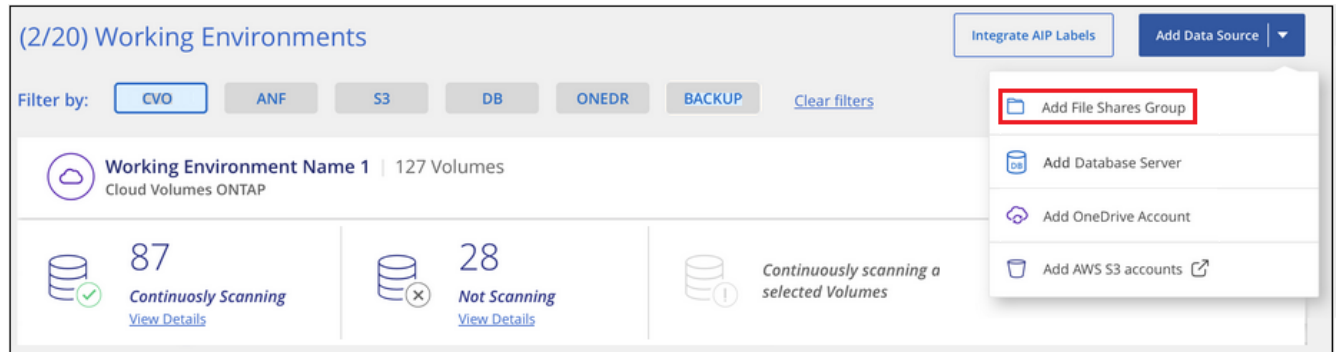 (2/20) Working Environments
Integrate AIP Labels
Add Data Source
Filter by:
CVO
ANF
S3
DB
ONEDR
BACKUP
Clear filters
Add File Shares Group
DB
Add Database Server
Add OneDrive Account
Add AWS S3 accounts
Working Environment Name 1 | 127 Volumes
Cloud Volumes ONTAP
87
Continuosly Scanning
View Details
28
Not Scanning
View Details
Continuously scanning a
selected Volumes